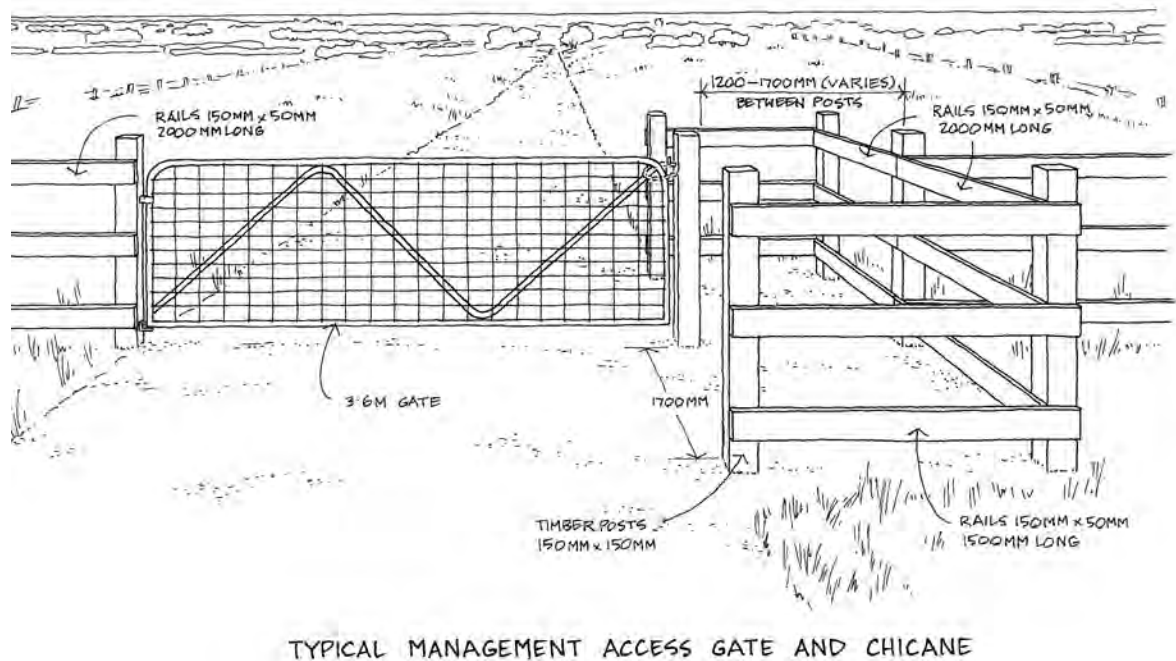 1200-1700MM (VARIES)
BETWEEN POSTS
RAILS 150MM x 50MM
2000MM LONG
RAILS 150MM x 50MM
2000MM LONG
3·6M GATE
1700MM
TIMBER POSTS
150MM x 150MM
RAILS 150MM x 50MM
1500MM LONG
TYPICAL MANAGEMENT ACCESS GATE AND CHICANE